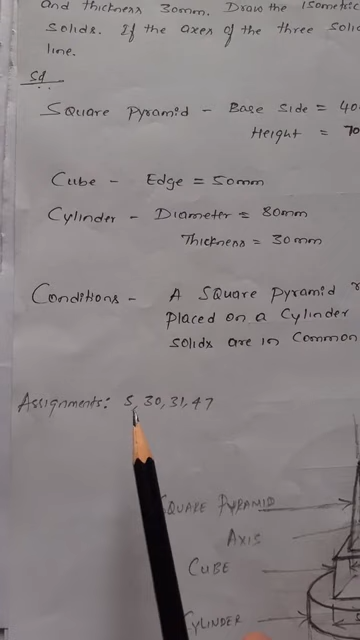 and thickness 30mm. Draw the Isometric
solids. If the axes of the three solid
line.
Sol.
Square Pyramid - Base side = 40
Height = 70
Cube - Edge = 50mm
Cylinder - Diameter = 80mm
Thickness = 30mm
Conditions - A Square Pyramid
placed on a Cylinder
solids are in Common
Assignments: 5, 30, 31, 47
SQUARE PYRAMID
AXIS
CUBE
CYLINDER